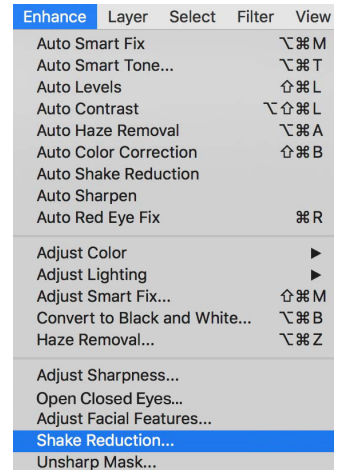 Enhance Layer Select Filter View
Auto Smart Fix ⌥⌘M
Auto Smart Tone... ⌥⌘T
Auto Levels ⇧⌘L
Auto Contrast ⌥⇧⌘L
Auto Haze Removal ⌥⌘A
Auto Color Correction ⇧⌘B
Auto Shake Reduction
Auto Sharpen
Auto Red Eye Fix ⌘R
Adjust Color ▶
Adjust Lighting ▶
Adjust Smart Fix... ⇧⌘M
Convert to Black and White... ⌥⌘B
Haze Removal... ⌥⌘Z
Adjust Sharpness...
Open Closed Eyes...
Adjust Facial Features...
Shake Reduction...
Unsharp Mask...